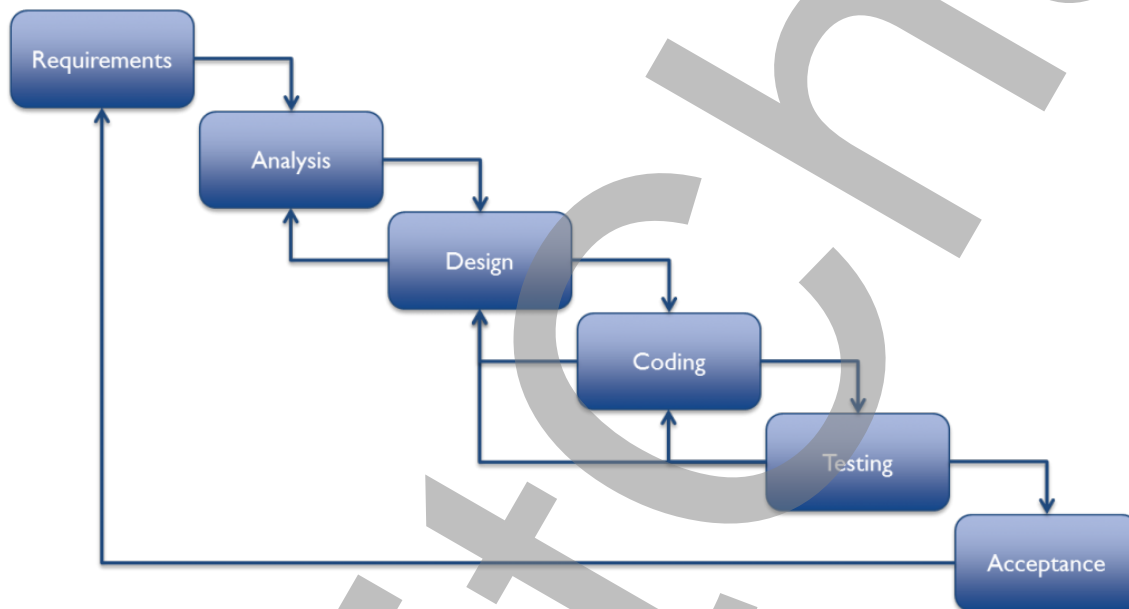 Requirements
Analysis
Design
Coding
Testing
Acceptance